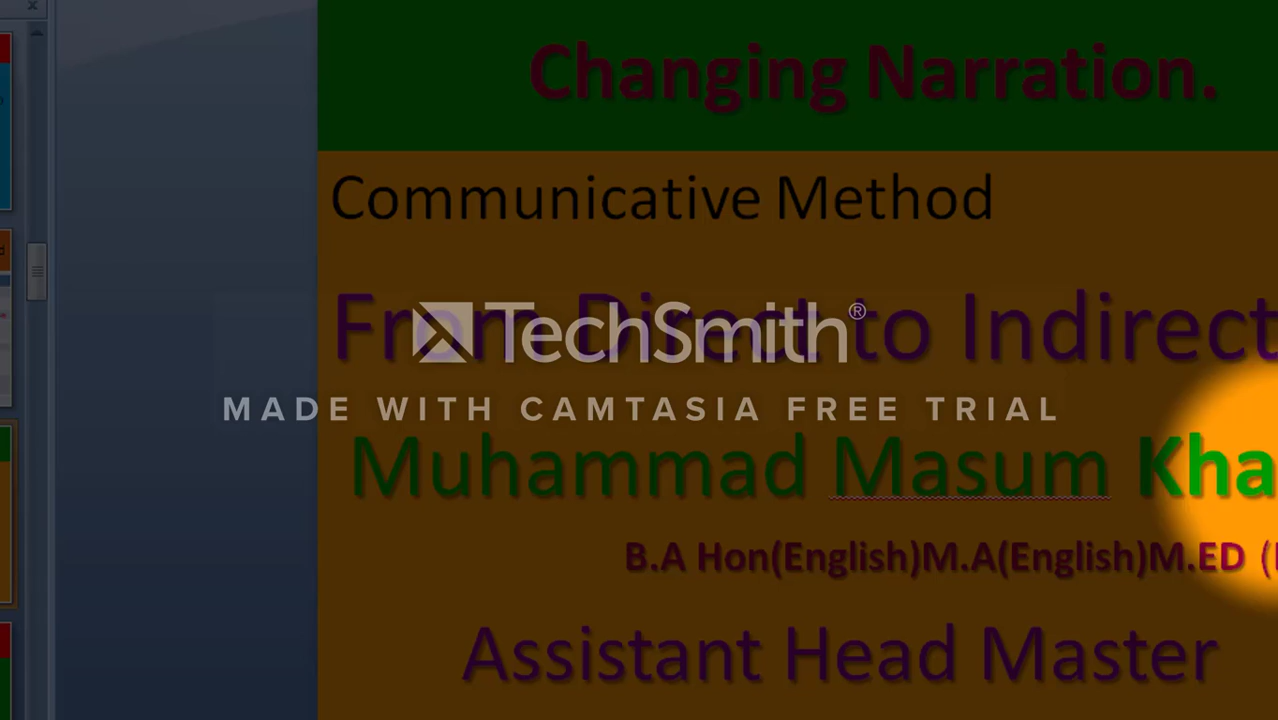 Changing Narration.
Communicative Method
From Direct to Indirect
TechSmith®
MADE WITH CAMTASIA FREE TRIAL
Muhammad Masum Kha
B.A Hon(English)M.A(English)M.ED (
Assistant Head Master